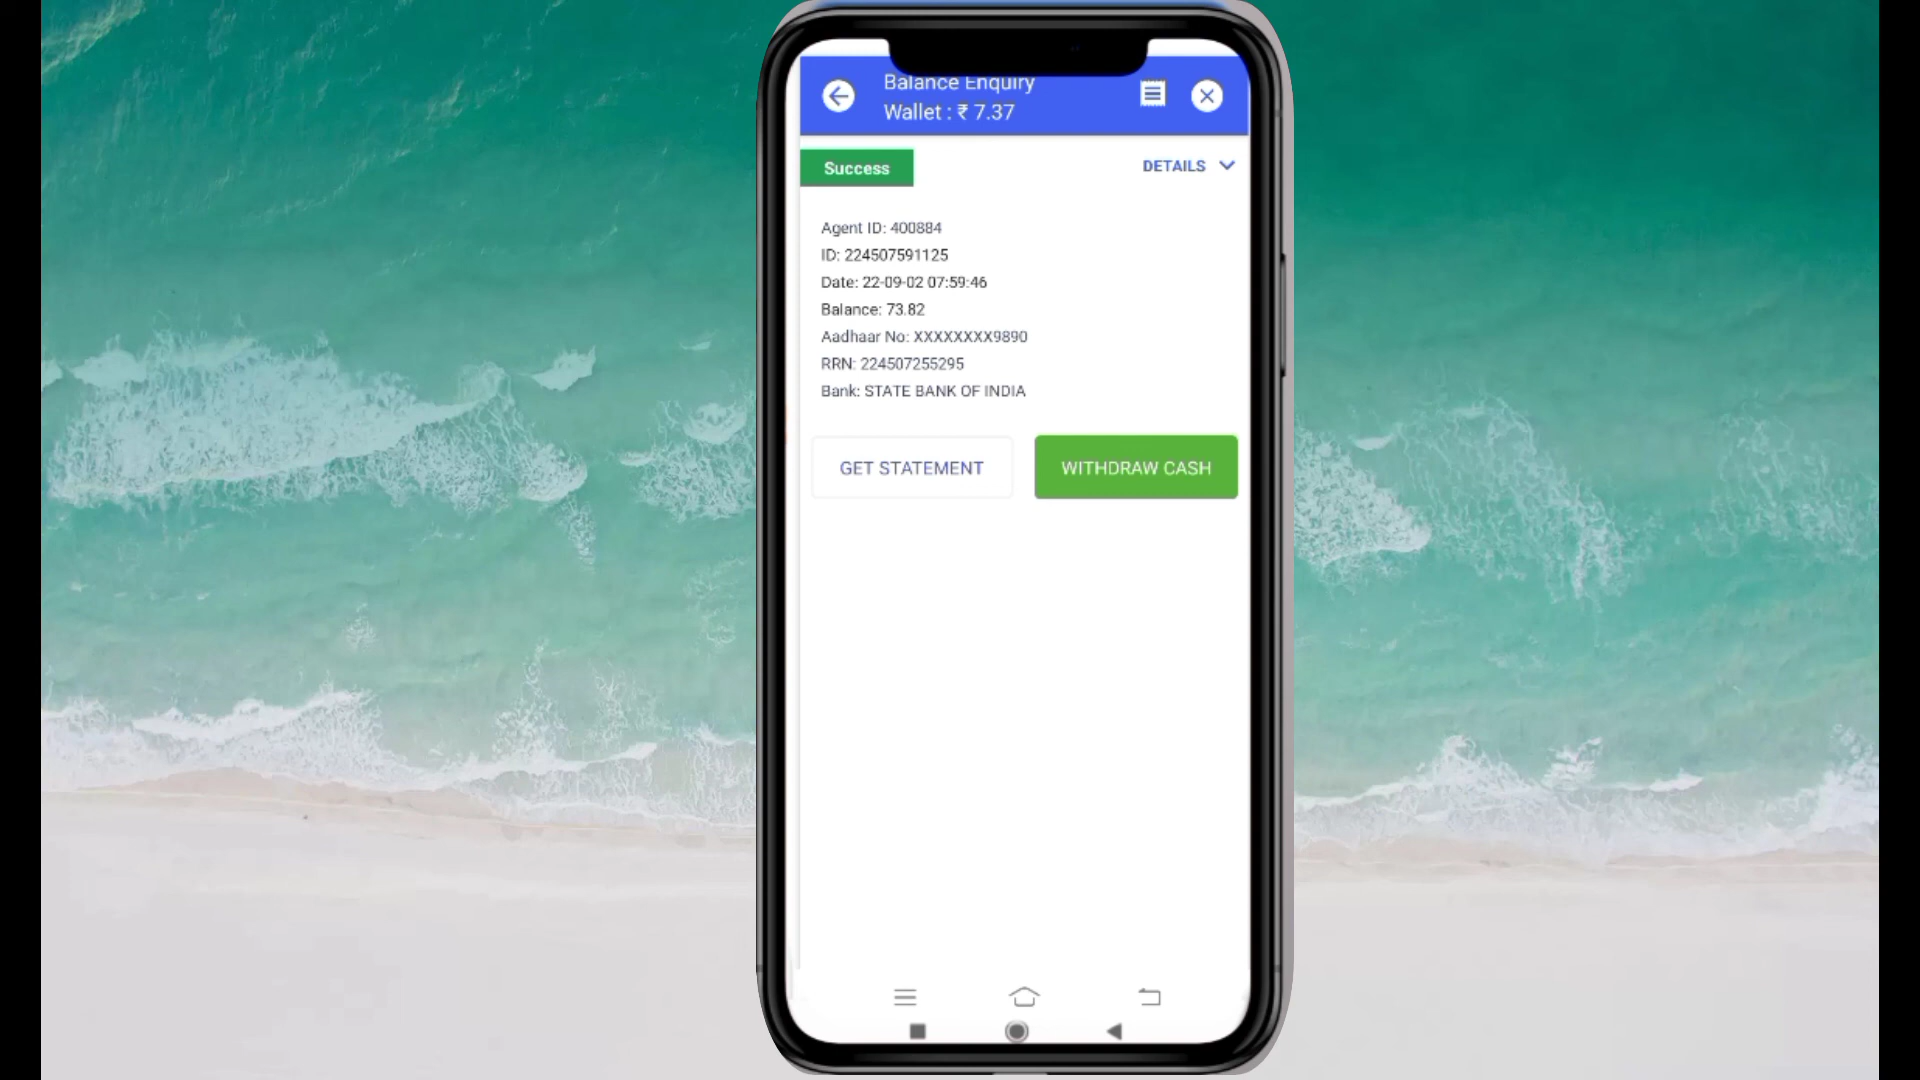 Balance Enquiry
Wallet : ₹ 7.37
Success
DETAILS
Agent ID: 400884
ID: 224507591125
Date: 22-09-02 07:59:46
Balance: 73.82
Aadhaar No: XXXXXXXX9890
RRN: 224507255295
Bank: STATE BANK OF INDIA
GET STATEMENT
WITHDRAW CASH